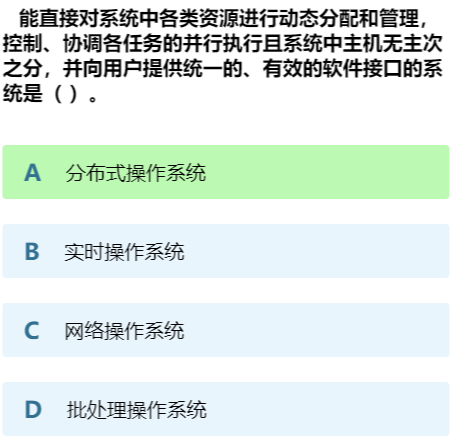 能直接对系统中各类资源进行动态分配和管理，
控制、协调各任务的并行执行且系统中主机无主次
之分，并向用户提供统一的、有效的软件接口的系
统是（ ）。
A 分布式操作系统
B 实时操作系统
C 网络操作系统
D 批处理操作系统